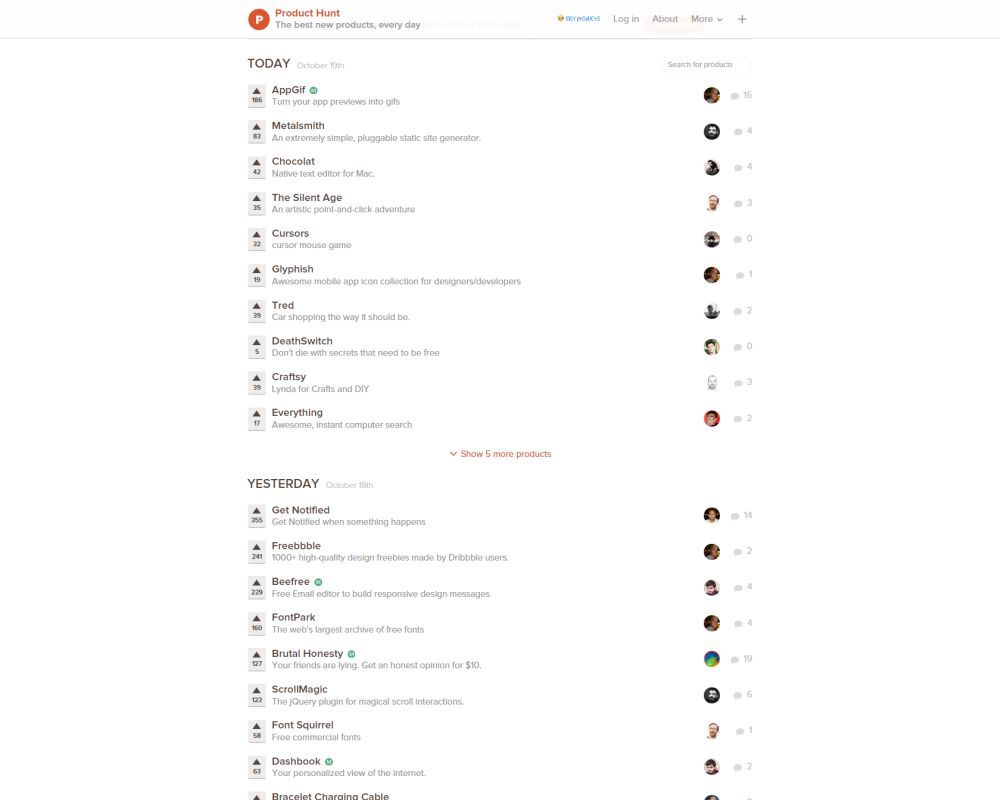 P
Product Hunt
The best new products, every day
Log in
About
More
+
TODAY
October 19th
Search for products
186
AppGif M
Turn your app previews into gifs
15
83
Metalsmith
An extremely simple, pluggable static site generator.
4
42
Chocolat
Native text editor for Mac.
4
35
The Silent Age
An artistic point-and-click adventure
3
32
Cursors
cursor mouse game
0
19
Glyphish
Awesome mobile app icon collection for designers/developers
1
39
Tred
Car shopping the way it should be.
2
5
DeathSwitch
Don't die with secrets that need to be free
0
39
Craftsy
Lynda for Crafts and DIY
3
17
Everything
Awesome, instant computer search
2
Show 5 more products
YESTERDAY
October 18th
355
Get Notified
Get Notified when something happens
14
241
Freebbble
1000+ high-quality design freebies made by Dribbble users.
2
229
Beefree M
Free Email editor to build responsive design messages
4
160
FontPark
The web's largest archive of free fonts
4
127
Brutal Honesty M
Your friends are lying. Get an honest opinion for $10.
19
123
ScrollMagic
The jQuery plugin for magical scroll interactions.
6
58
Font Squirrel
Free commercial fonts
1
63
Dashbook M
Your personalized view of the internet.
2
Bracelet Charging Cable